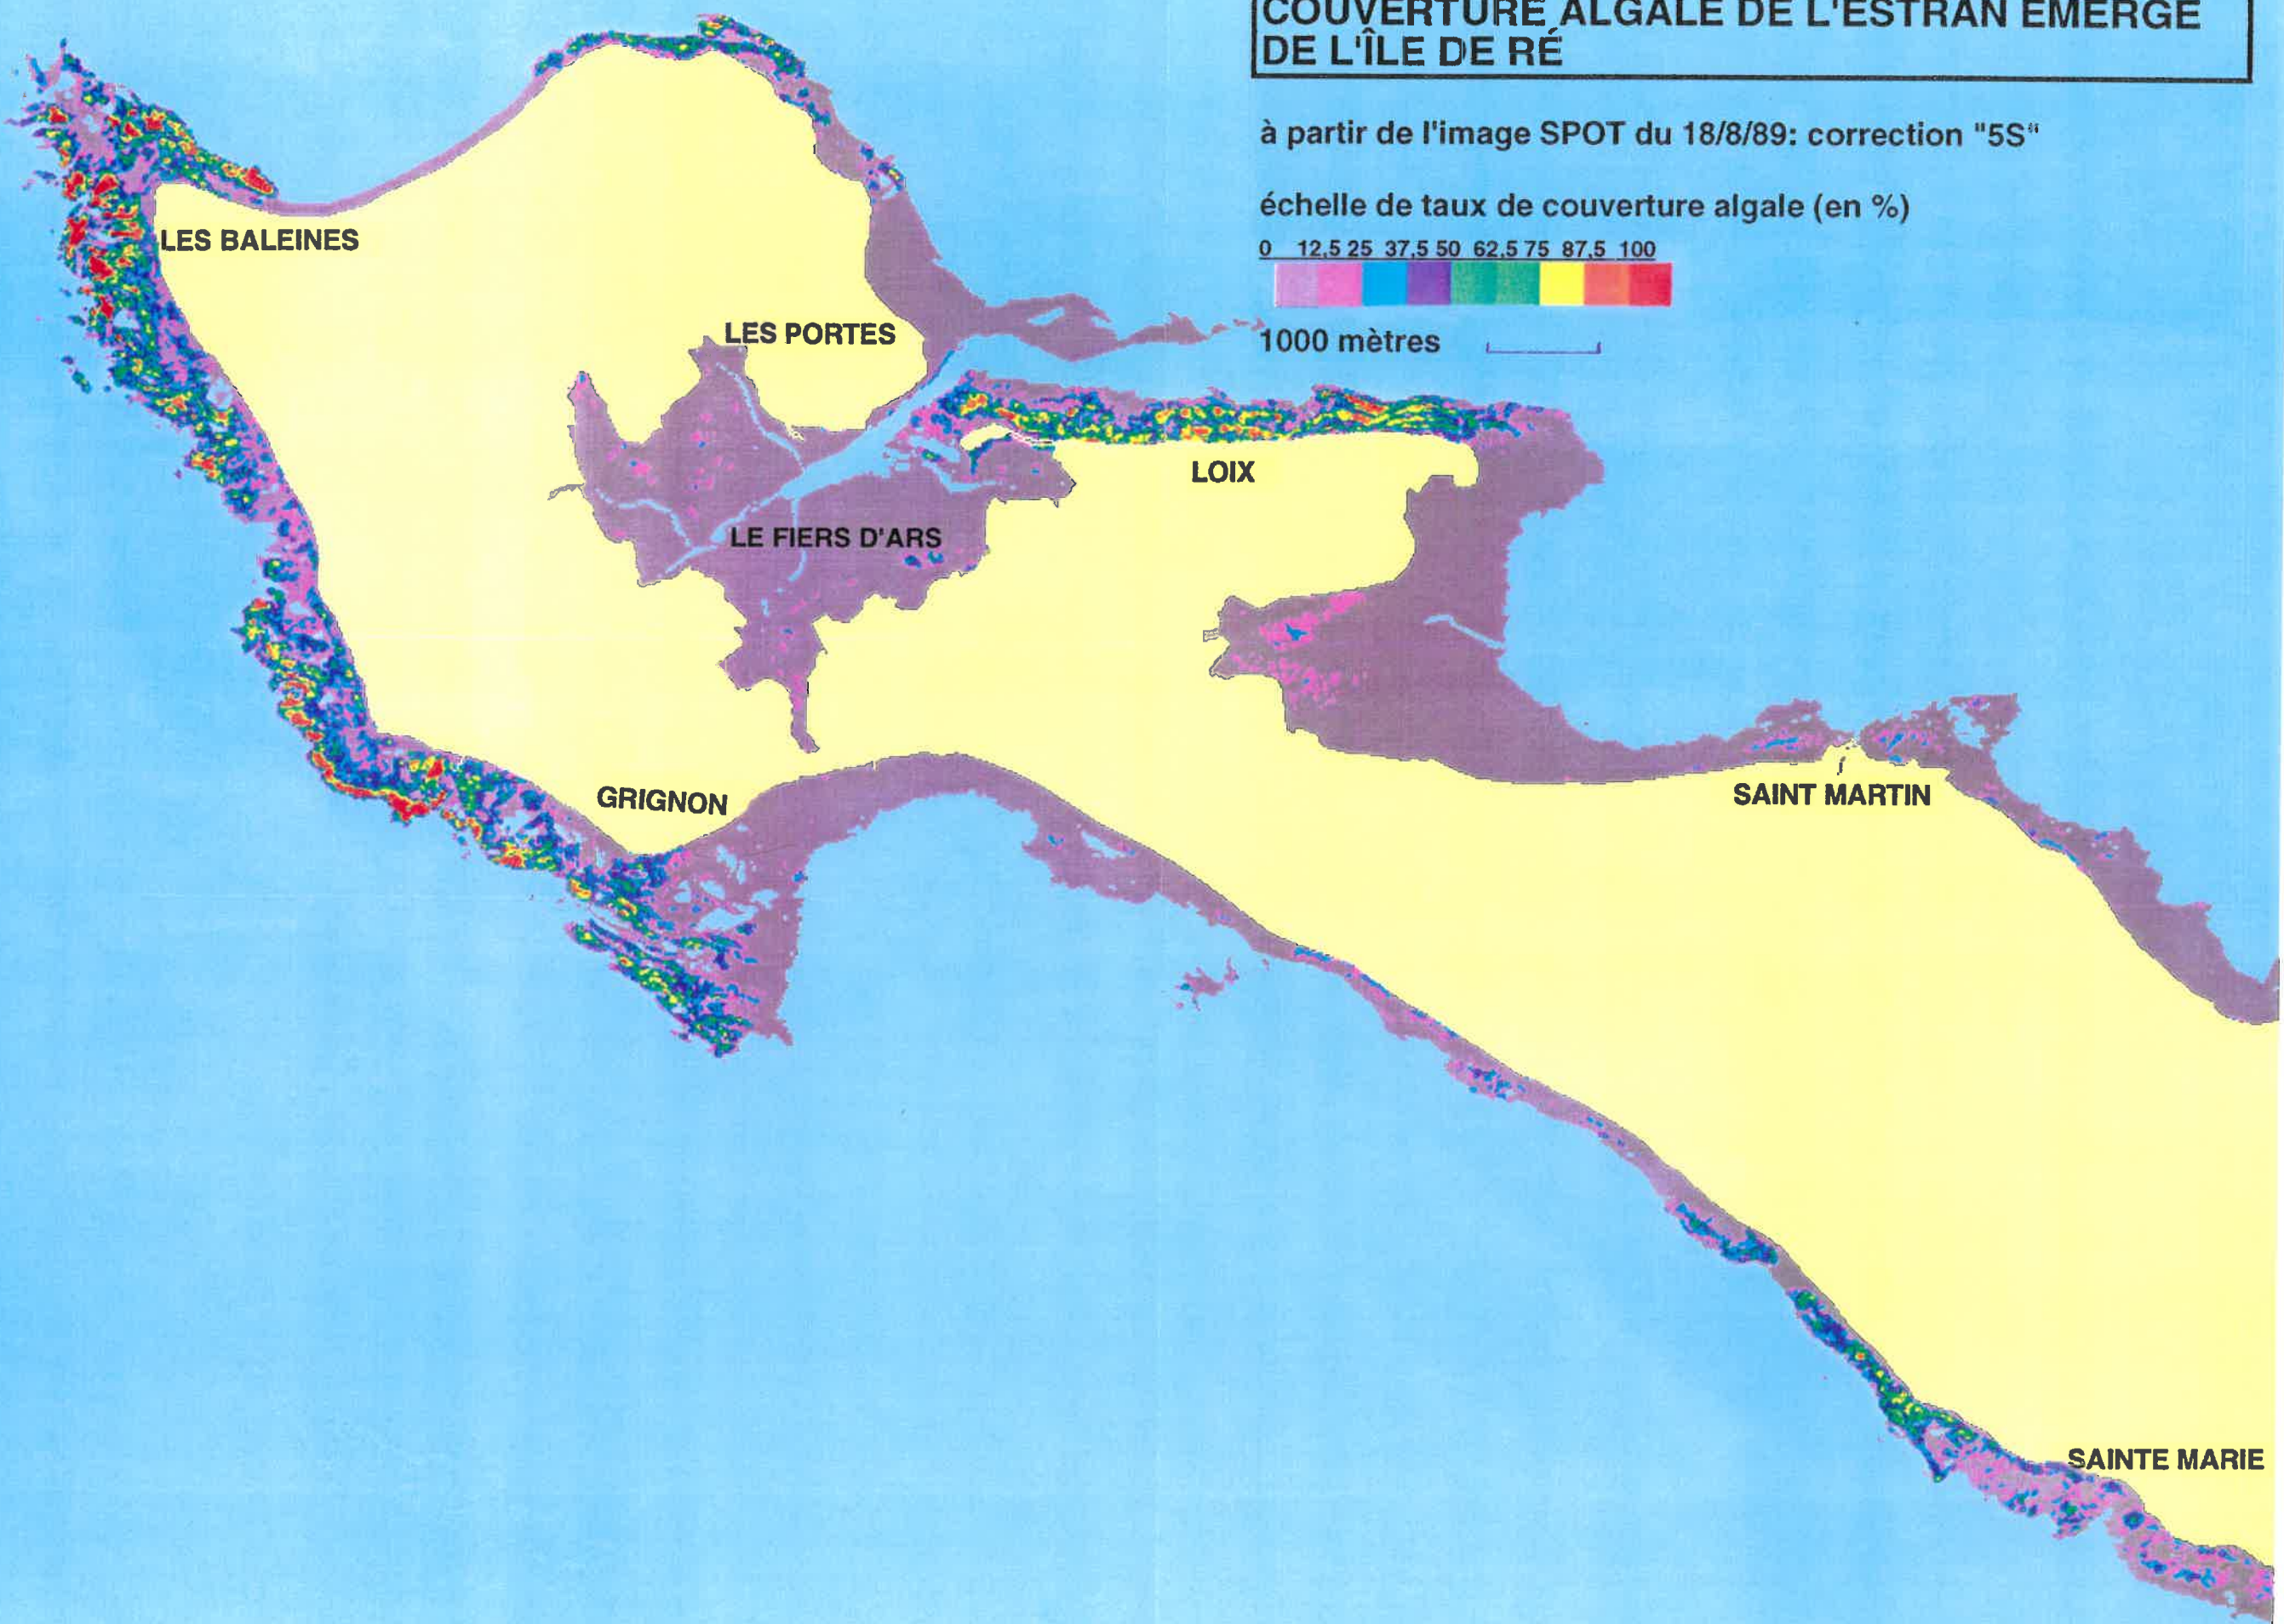 COUVERTURE ALGALE DE L'ESTRAN EMERGE
DE L'ÎLE DE RÉ
à partir de l'image SPOT du 18/8/89: correction "5S"
échelle de taux de couverture algale (en %)
0 12,5 25 37,5 50 62,5 75 87,5 100
1000 mètres
LES BALEINES
LES PORTES
LOIX
LE FIERS D'ARS
GRIGNON
SAINT MARTIN
SAINTE MARIE